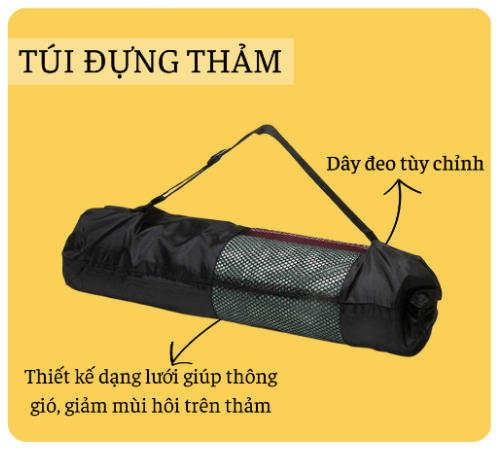 TÚI ĐỰNG THẢM
Dây đeo tùy chỉnh
Thiết kế dạng lưới giúp thông
gió, giảm mùi hôi trên thảm